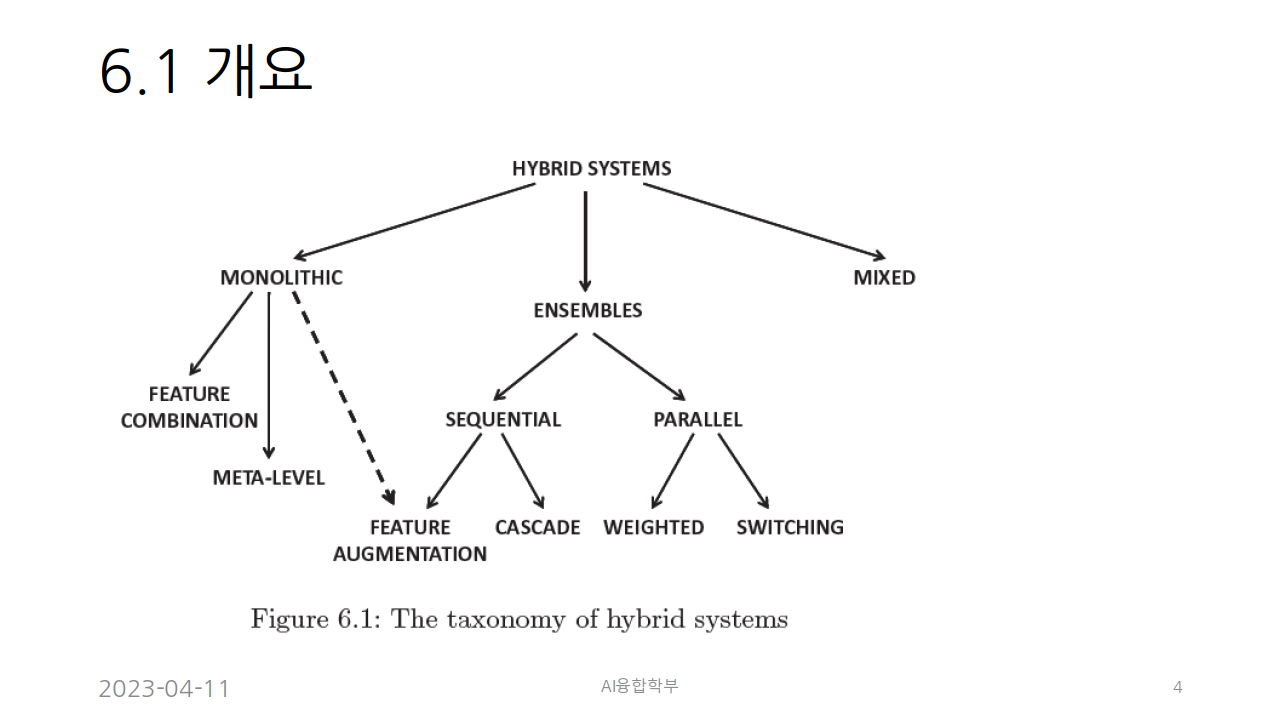 6.1 개요
HYBRID SYSTEMS
MONOLITHIC
MIXED
ENSEMBLES
FEATURE
COMBINATION
SEQUENTIAL
PARALLEL
META-LEVEL
FEATURE
AUGMENTATION
CASCADE
WEIGHTED
SWITCHING
Figure 6.1: The taxonomy of hybrid systems
2023-04-11
AI융합학부
4